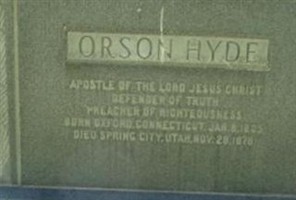 ORSON HYDE
APOSTLE OF THE LORD JESUS CHRIST
DEFENDER OF TRUTH
PREACHER OF RIGHTEOUSNESS
BORN OXFORD, CONNECTICUT, JAN. 8, 1805
DIED SPRING CITY, UTAH, NOV. 28, 1878